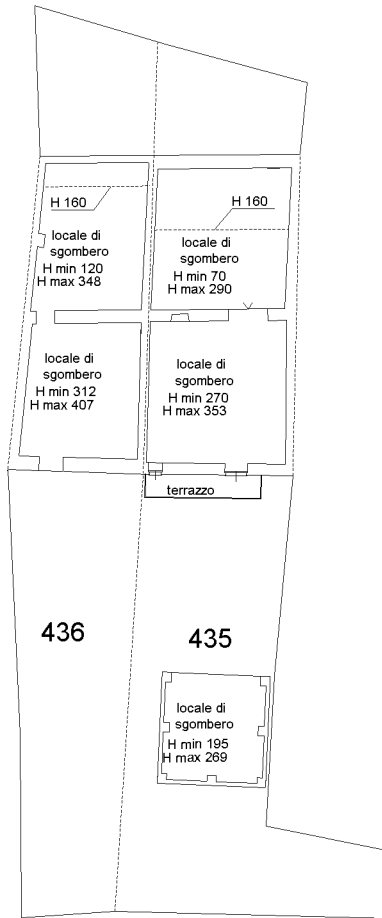 H 160
locale di
sgombero
H min 120
H max 348
H 160
locale di
sgombero
H min 70
H max 290
locale di
sgombero
H min 312
H max 407
locale di
sgombero
H min 270
H max 353
terrazzo
436
435
locale di
sgombero
H min 195
H max 269